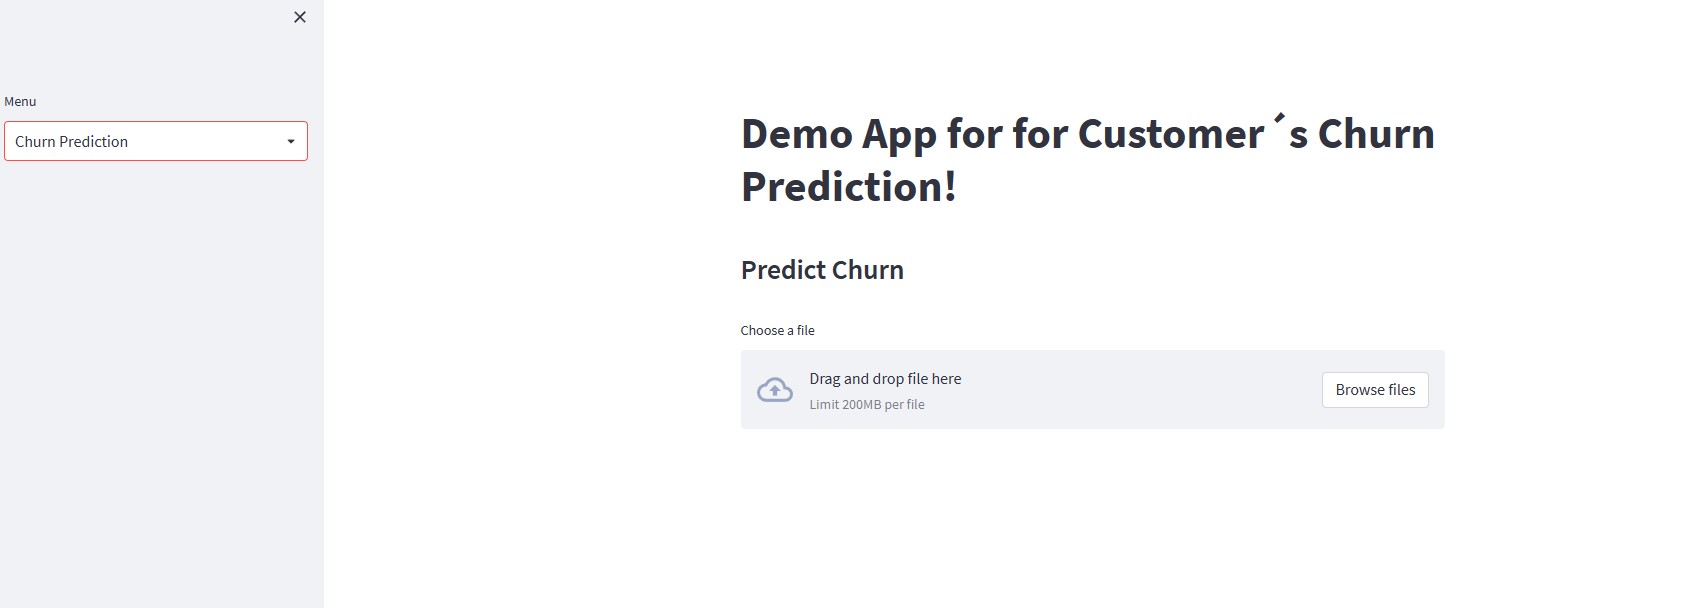 Menu
Churn Prediction
Demo App for for Customer´s Churn
Prediction!
Predict Churn
Choose a file
Drag and drop file here
Limit 200MB per file
Browse files